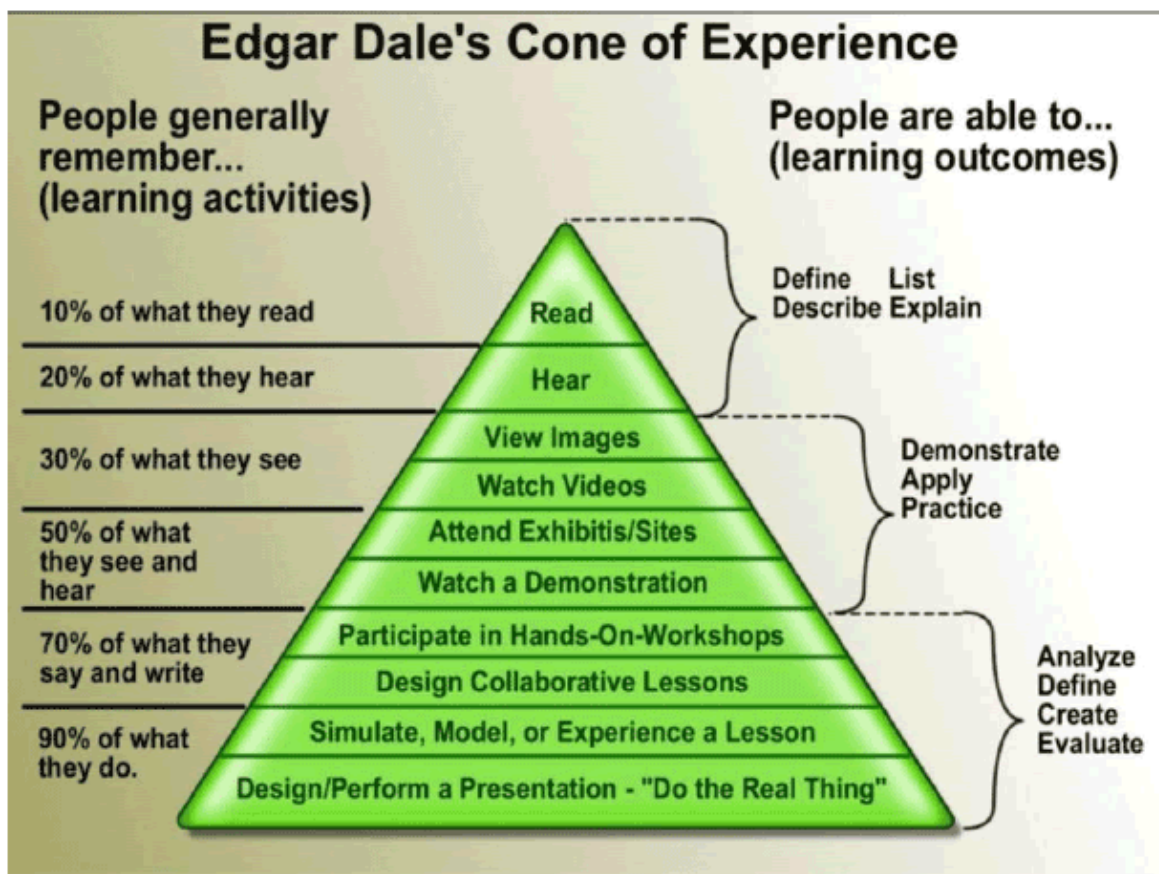 Edgar Dale's Cone of Experience
People generally
remember...
(learning activities)
People are able to...
(learning outcomes)
10% of what they read
20% of what they hear
30% of what they see
50% of what
they see and
hear
70% of what they
say and write
90% of what
they do.
Read
Hear
View Images
Watch Videos
Attend Exhibitis/Sites
Watch a Demonstration
Participate in Hands-On-Workshops
Design Collaborative Lessons
Simulate, Model, or Experience a Lesson
Design/Perform a Presentation - "Do the Real Thing"
Define List
Describe Explain
Demonstrate
Apply
Practice
Analyze
Define
Create
Evaluate